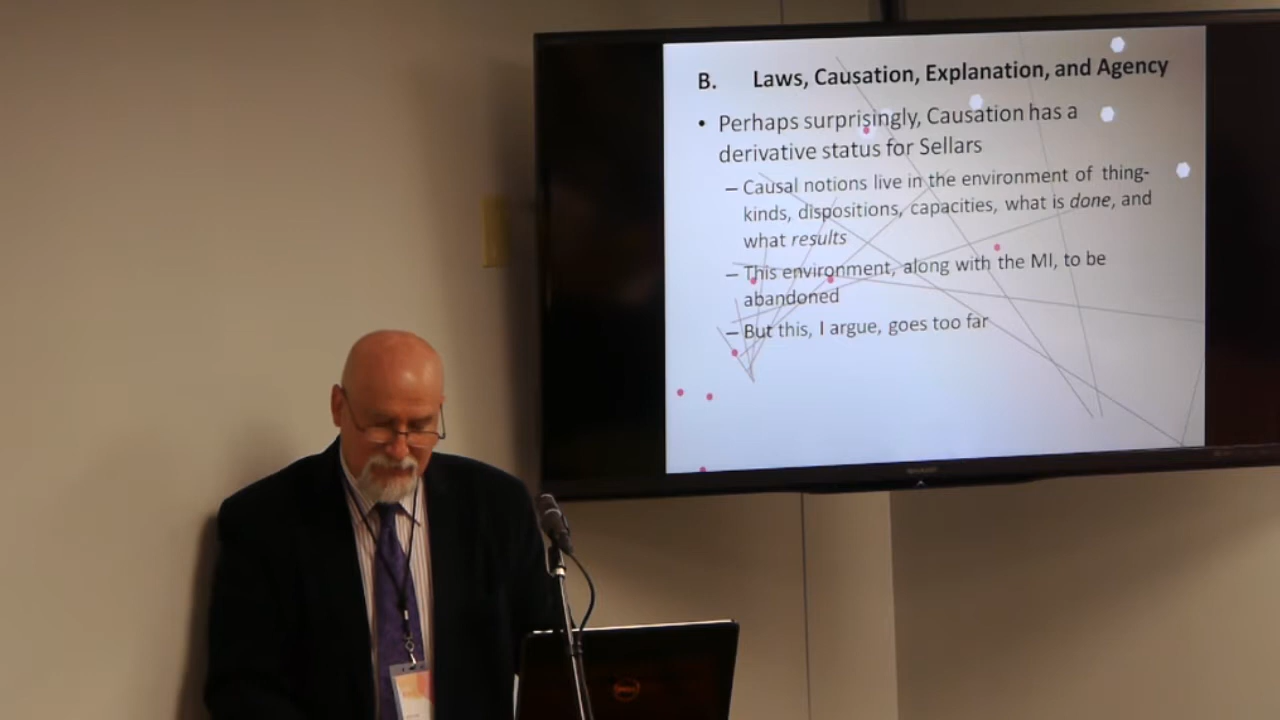 B. Laws, Causation, Explanation, and Agency
• Perhaps surprisingly, Causation has a
derivative status for Sellars
– Causal notions live in the environment of thing-
kinds, dispositions, capacities, what is done, and
what results
– This environment, along with the MI, to be
abandoned
– But this, I argue, goes too far
SHARP
DELL